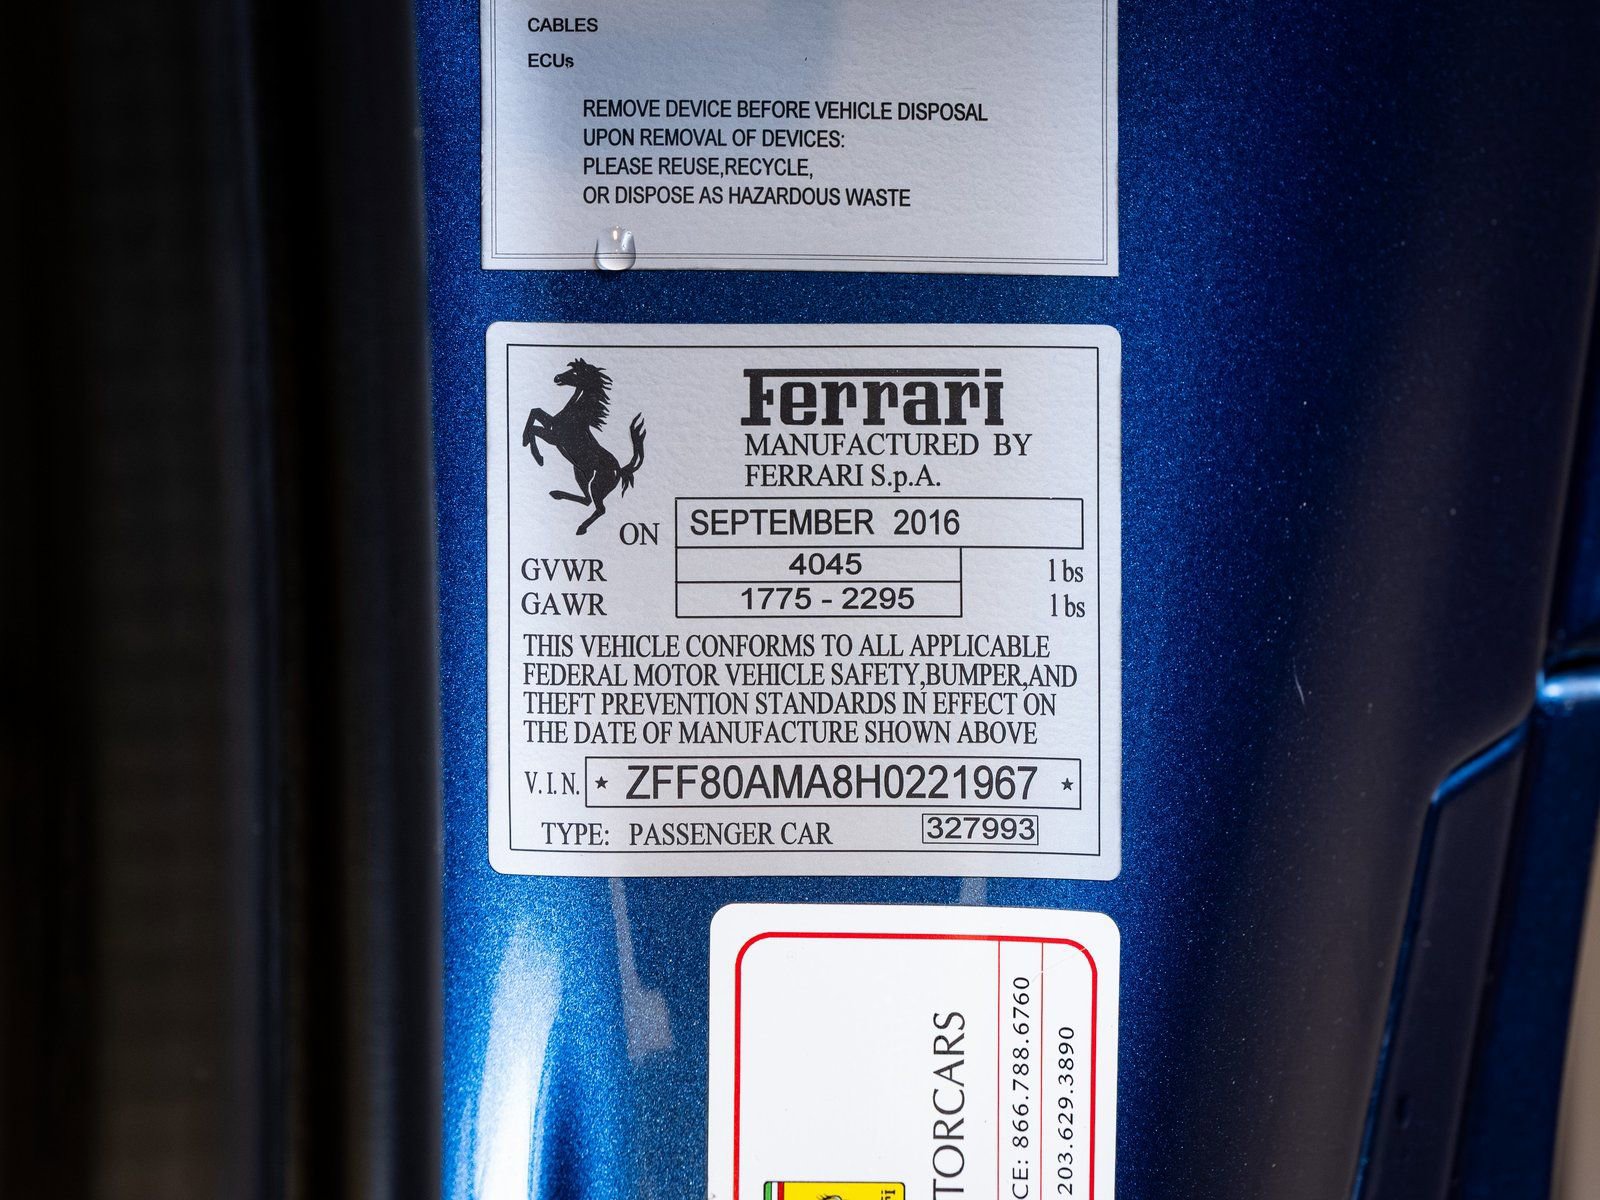 CABLES
ECUs
REMOVE DEVICE BEFORE VEHICLE DISPOSAL
UPON REMOVAL OF DEVICES:
PLEASE REUSE,RECYCLE,
OR DISPOSE AS HAZARDOUS WASTE
Ferrari
MANUFACTURED BY
FERRARI S.p.A.
ON SEPTEMBER 2016
GVWR 4045 lbs
GAWR 1775 - 2295 lbs
THIS VEHICLE CONFORMS TO ALL APPLICABLE
FEDERAL MOTOR VEHICLE SAFETY,BUMPER,AND
THEFT PREVENTION STANDARDS IN EFFECT ON
THE DATE OF MANUFACTURE SHOWN ABOVE
V.I.N. * ZFF80AMA8H0221967 *
TYPE: PASSENGER CAR 327993
TORCARS
CE: 866.788.6760
203.629.3890